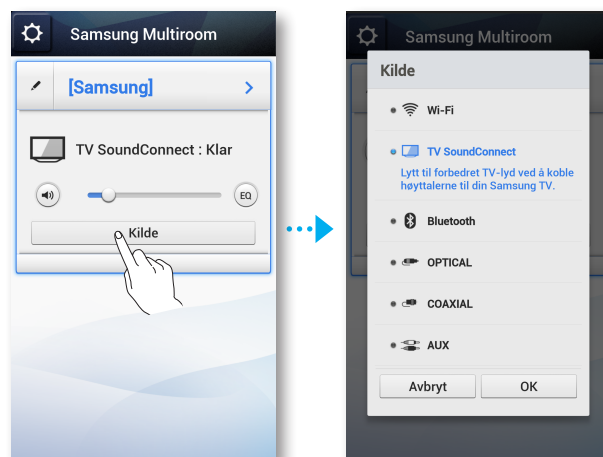 Samsung Multiroom
[Samsung]
TV SoundConnect : Klar
EQ
Kilde
Samsung Multiroom
Kilde
Wi-Fi
TV SoundConnect
Lytt til forbedret TV-lyd ved å koble
høyttalerne til din Samsung TV.
Bluetooth
OPTICAL
COAXIAL
AUX
Avbryt OK